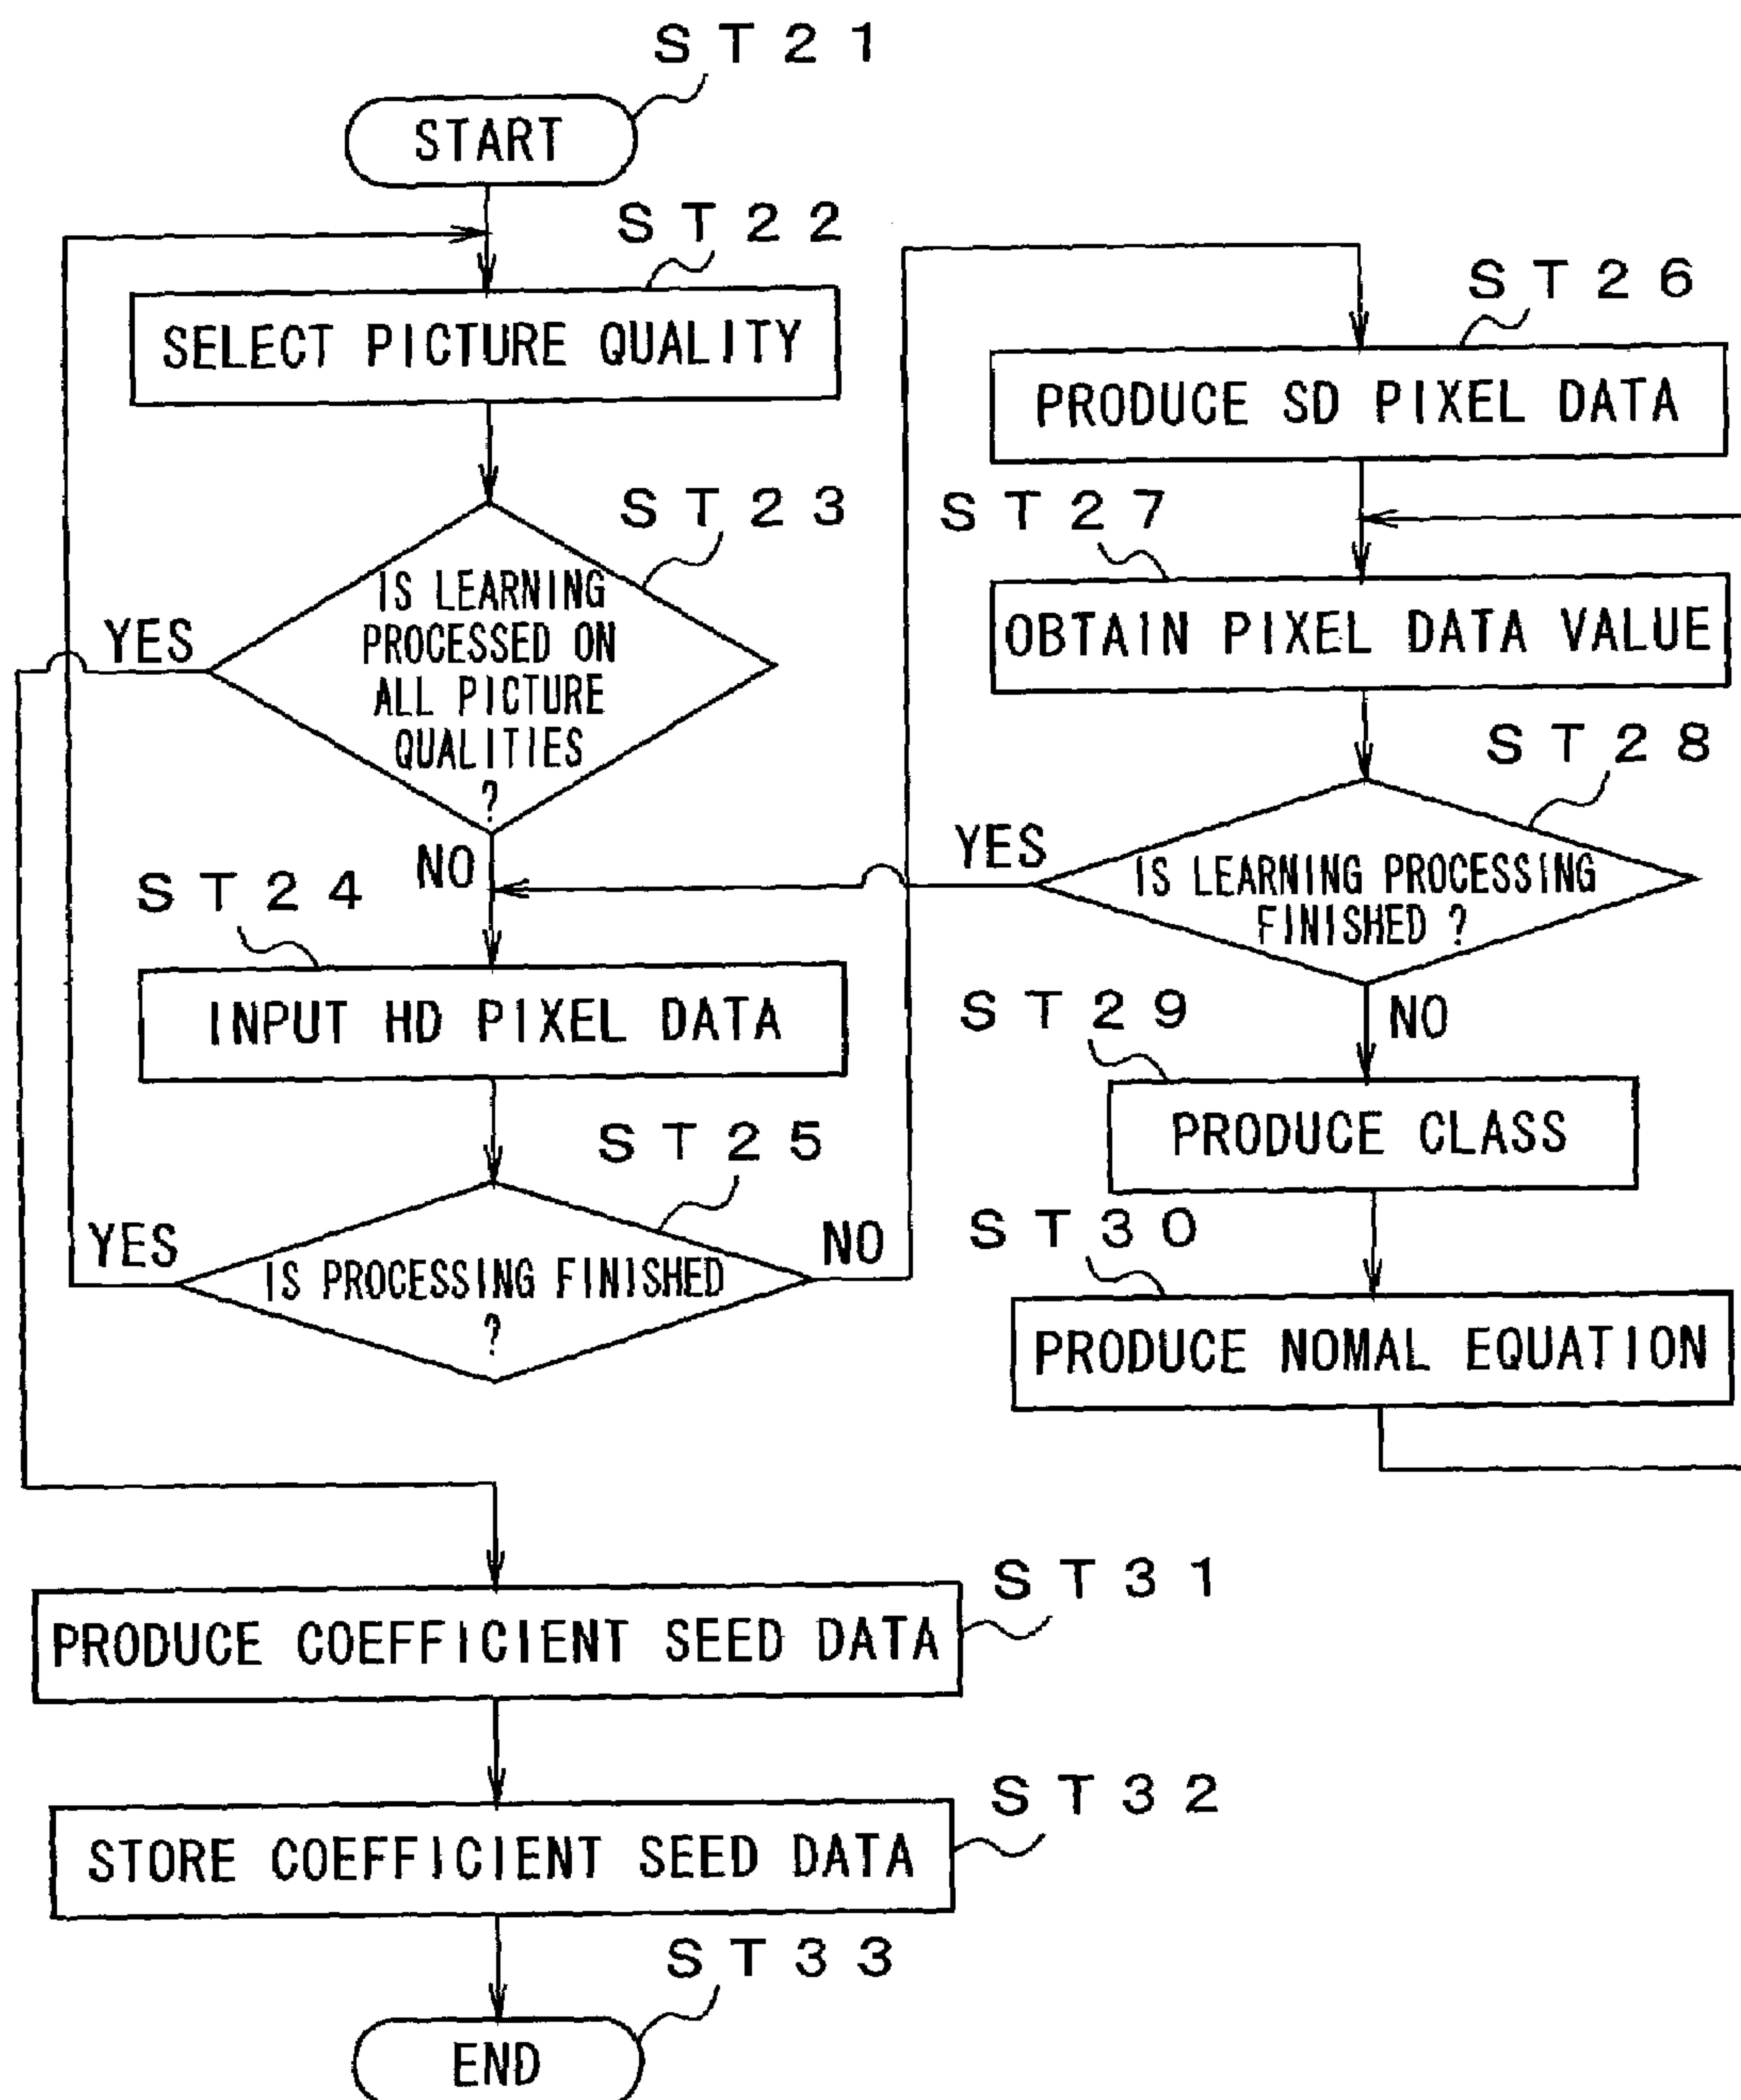 ST21
START
ST22
SELECT PICTURE QUALITY
ST23
IS LEARNING
PROCESSED ON
ALL PICTURE
QUALITIES
?
YES
NO
ST24
INPUT HD PIXEL DATA
ST25
IS PROCESSING FINISHED
?
YES
NO
ST26
PRODUCE SD PIXEL DATA
ST27
OBTAIN PIXEL DATA VALUE
ST28
IS LEARNING PROCESSING
FINISHED ?
YES
NO
ST29
PRODUCE CLASS
ST30
PRODUCE NOMAL EQUATION
ST31
PRODUCE COEFFICIENT SEED DATA
ST32
STORE COEFFICIENT SEED DATA
ST33
END